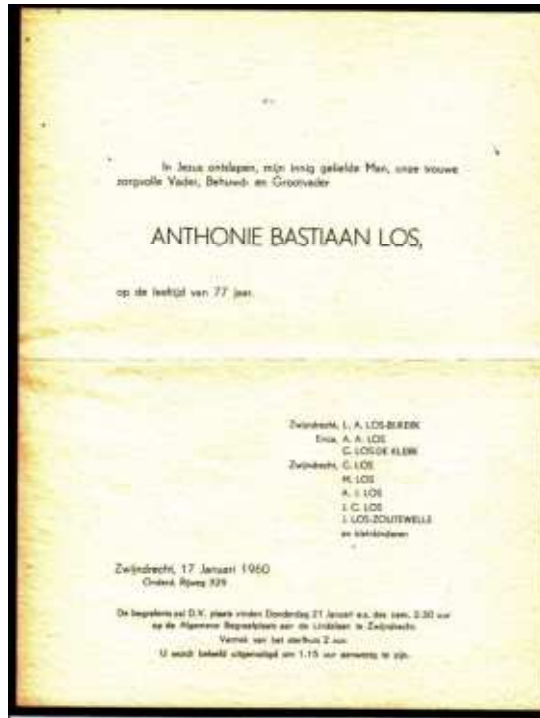 In Jezus ontslapen, mijn innig geliefde Man, onze trouwe
zorgvolle Vader, Behuwd- en Grootvader
ANTHONIE BASTIAAN LOS,
op de leeftijd van 77 jaar.
Zwijndrecht, L. A. LOS-BIJKERK
Erica, A. A. LOS
G. LOS-DE KLERK
Zwijndrecht, C. LOS
M. LOS
A. J. LOS
J. C. LOS
J. LOS-ZOUTEWELLE
en kleinkinderen
Zwijndrecht, 17 Januari 1960
Onderd. Rijweg 329
De begrafenis zal D.V. plaats vinden Donderdag 21 Januari a.s. des nam. 2.30 uur
op de Algemene Begraafplaats aan de Lindelaan te Zwijndrecht.
Vertrek van het sterfhuis 2 uur.
U wordt beleefd uitgenodigd om 1.15 uur aanwezig te zijn.